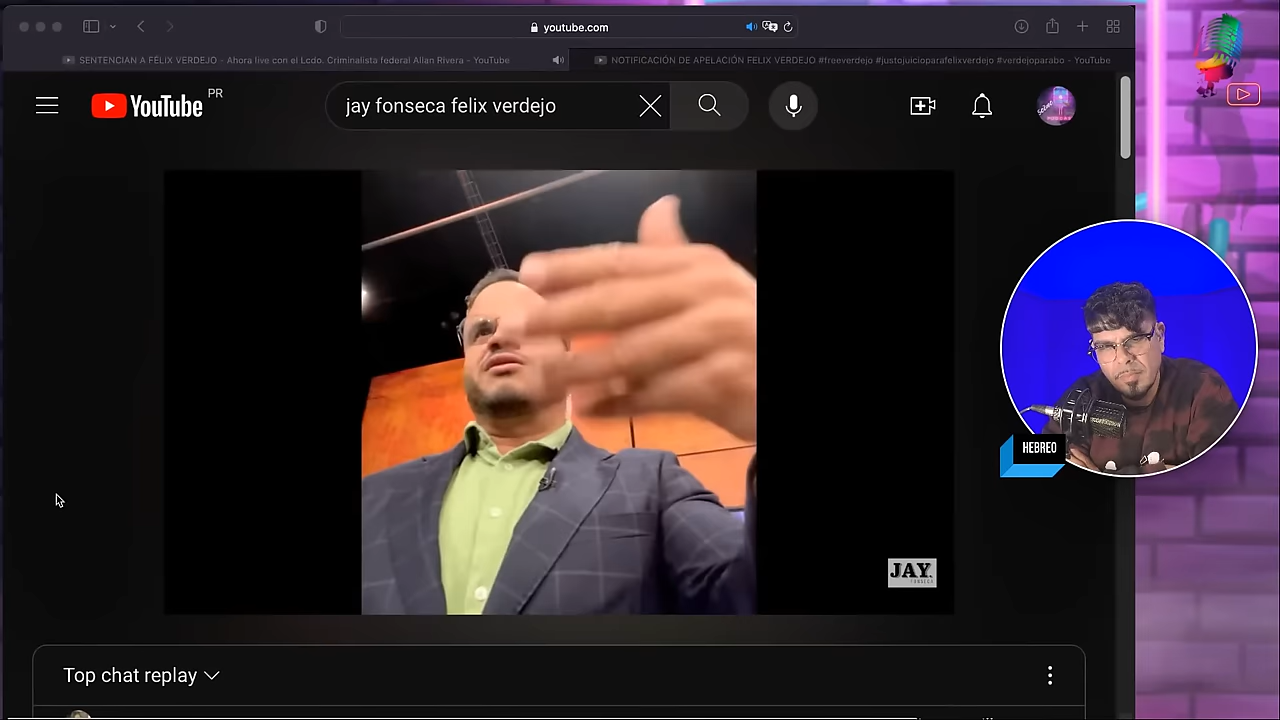 youtube.com
SENTENCIAN A FÉLIX VERDEJO - Ahora live con el Lcdo. Criminalista federal Allan Rivera - YouTube
NOTIFICACIÓN DE APELACIÓN FELIX VERDEJO #freeverdejo #justojuicioparafelixverdejo #verdejoparabo - YouTube
YouTube PR
jay fonseca felix verdejo
HEBREO
JAY.
FONSECA
Top chat replay